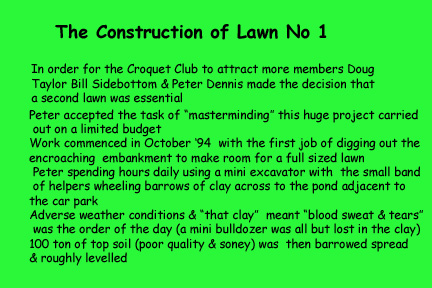 The Construction of Lawn No 1
In order for the Croquet Club to attract more members Doug
Taylor Bill Sidebottom & Peter Dennis made the decision that
a second lawn was essential
Peter accepted the task of "masterminding" this huge project carried
out on a limited budget
Work commenced in October '94 with the first job of digging out the
encroaching embankment to make room for a full sized lawn
Peter spending hours daily using a mini excavator with the small band
of helpers wheeling barrows of clay across to the pond adjacent to
the car park
Adverse weather conditions & "that clay" meant "blood sweat & tears"
was the order of the day (a mini bulldozer was all but lost in the clay)
100 ton of top soil (poor quality & soney) was then barrowed spread
& roughly levelled